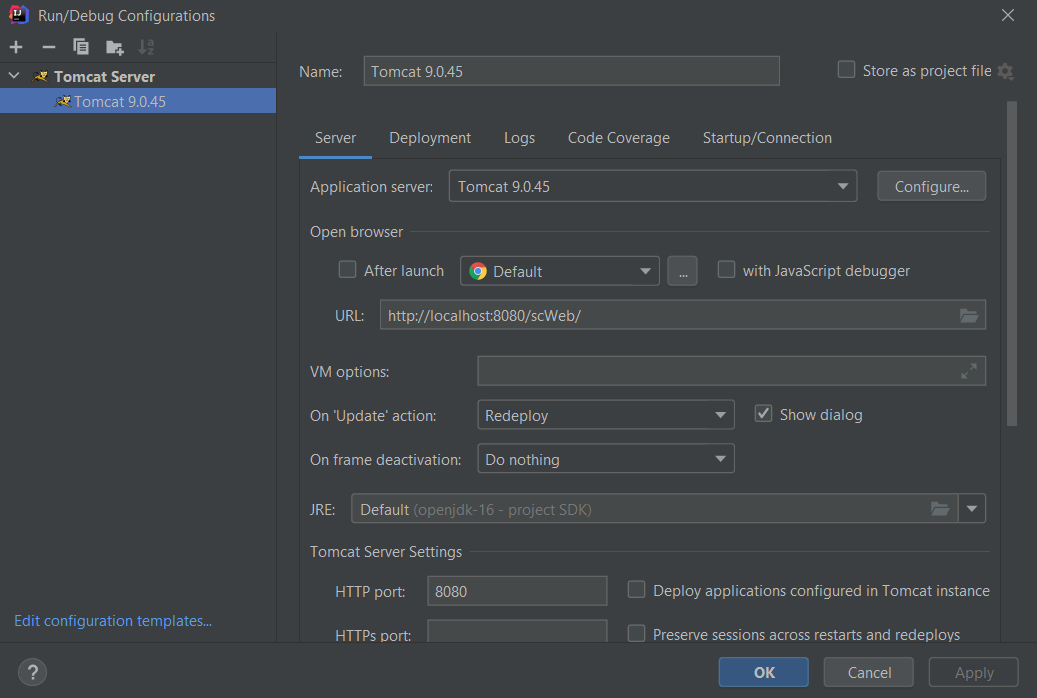 Run/Debug Configurations
Tomcat Server
Tomcat 9.0.45
Edit configuration templates...
Name: Tomcat 9.0.45 Store as project file
Server Deployment Logs Code Coverage Startup/Connection
Application server: Tomcat 9.0.45 Configure...
Open browser
After launch Default ... with JavaScript debugger
URL: http://localhost:8080/scWeb/
VM options:
On 'Update' action: Redeploy Show dialog
On frame deactivation: Do nothing
JRE: Default (openjdk-16 - project SDK)
Tomcat Server Settings
HTTP port: 8080 Deploy applications configured in Tomcat instance
HTTPs port: Preserve sessions across restarts and redeploys
? OK Cancel Apply